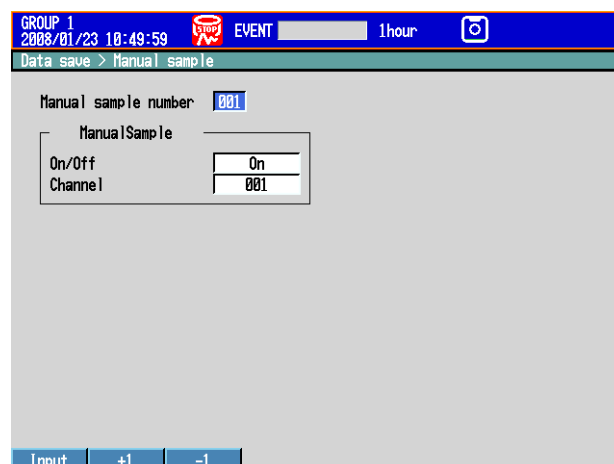 GROUP 1
2008/01/23 10:49:59 STOP EVENT 1hour
Data save > Manual sample
Manual sample number 001
ManualSample
On/Off On
Channel 001
Input +1 -1